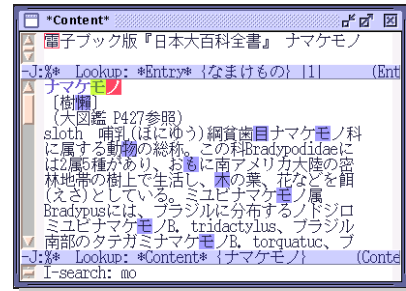 *Content*
電子ブック版『日本大百科全書』 ナマケモノ
-J:%* Lookup: *Entry* {なまけもの} |1| (Ent
ナマケモノ
[樹懶]
(大図鑑 P427参照)
sloth 哺乳(ほにゅう)綱貧歯目ナマケモノ科
に属する動物の総称。この科Bradypodidaeに
は2属5種があり、おもに南アメリカ大陸の密
林地帯の樹上で生活し、木の葉、花などを餌
(えさ)としている。ミユビナマケモノ属
Bradypusには、ブラジルに分布するノドジロ
ミユビナマケモノB. tridactylus、ブラジル
南部のタテガミナマケモノB. torquatuc、ブ
-J:%* Lookup: *Content* {ナマケモノ} (Conte
I-search: mo